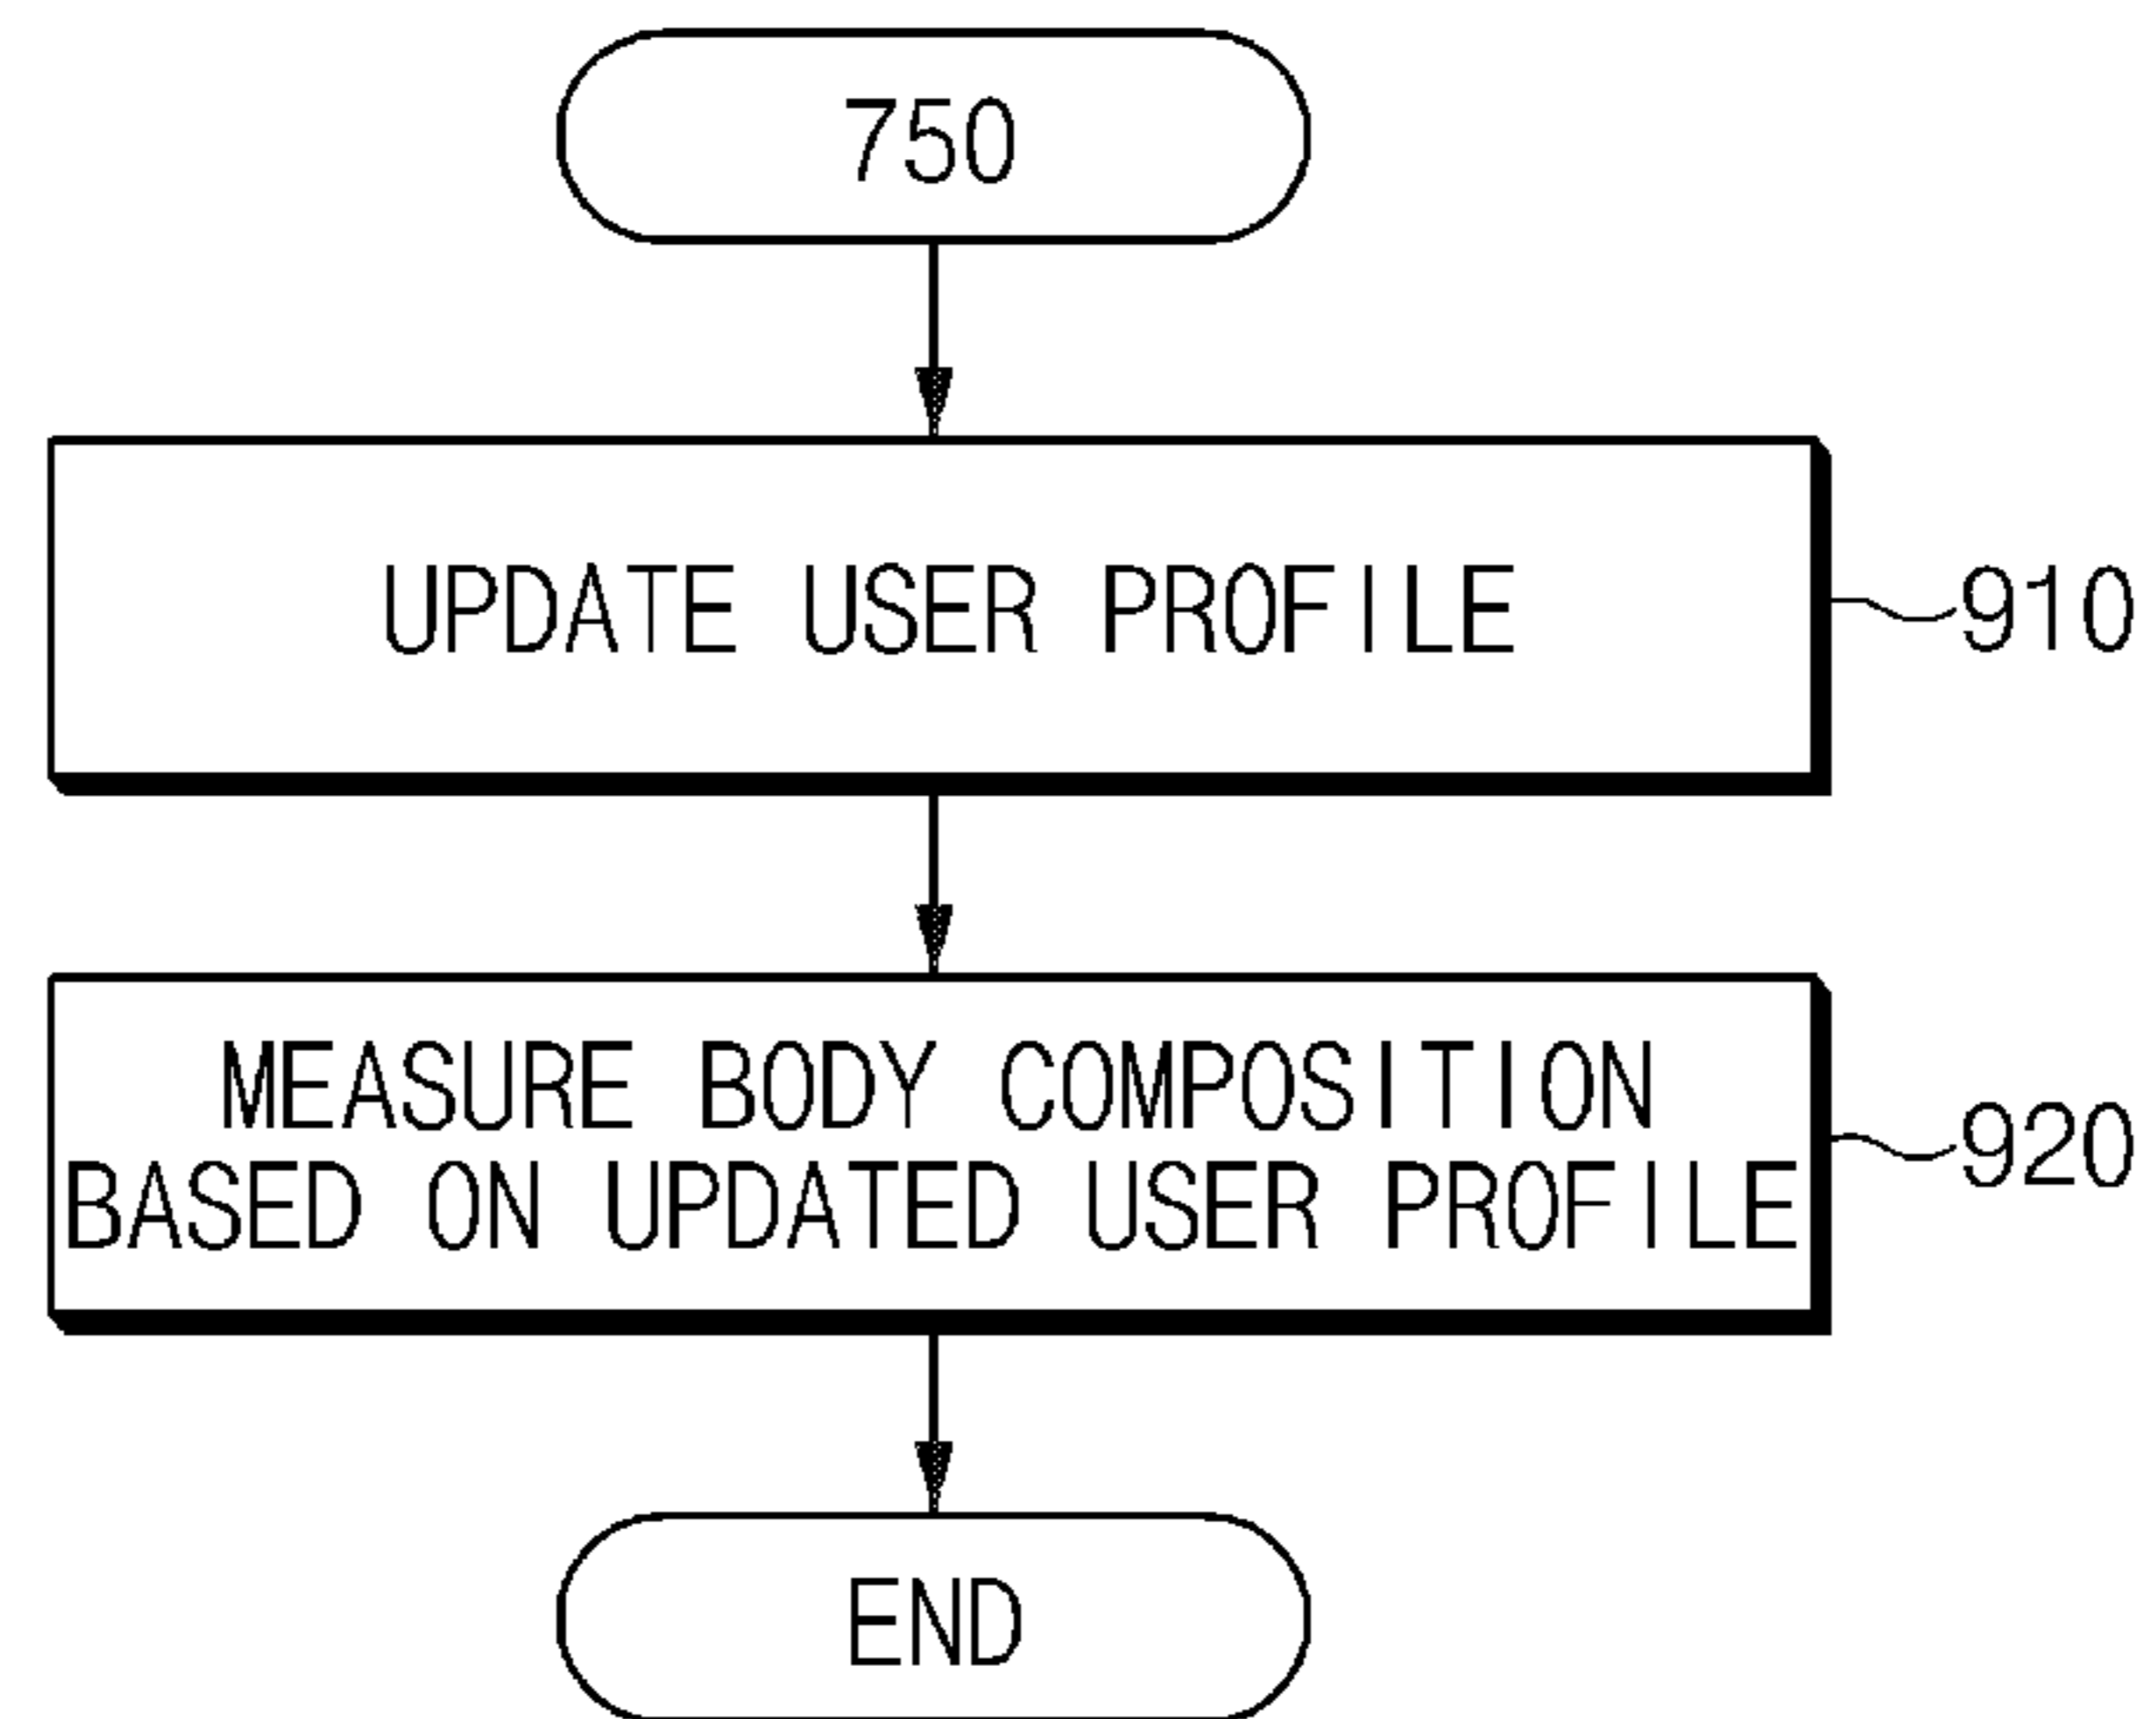 750
UPDATE USER PROFILE
910
MEASURE BODY COMPOSITION
BASED ON UPDATED USER PROFILE
920
END